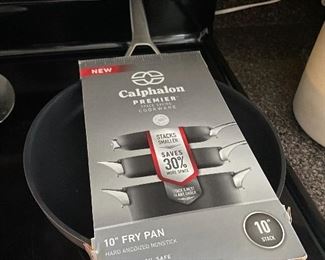 NEW
Calphalon
PREMIER
SPACE SAVING
COOKWARE
STACKS
SMALLER
SAVES
30%
MORE SPACE
10" FRY PAN
HARD ANODIZED NONSTICK
10"
STACK
SAFE